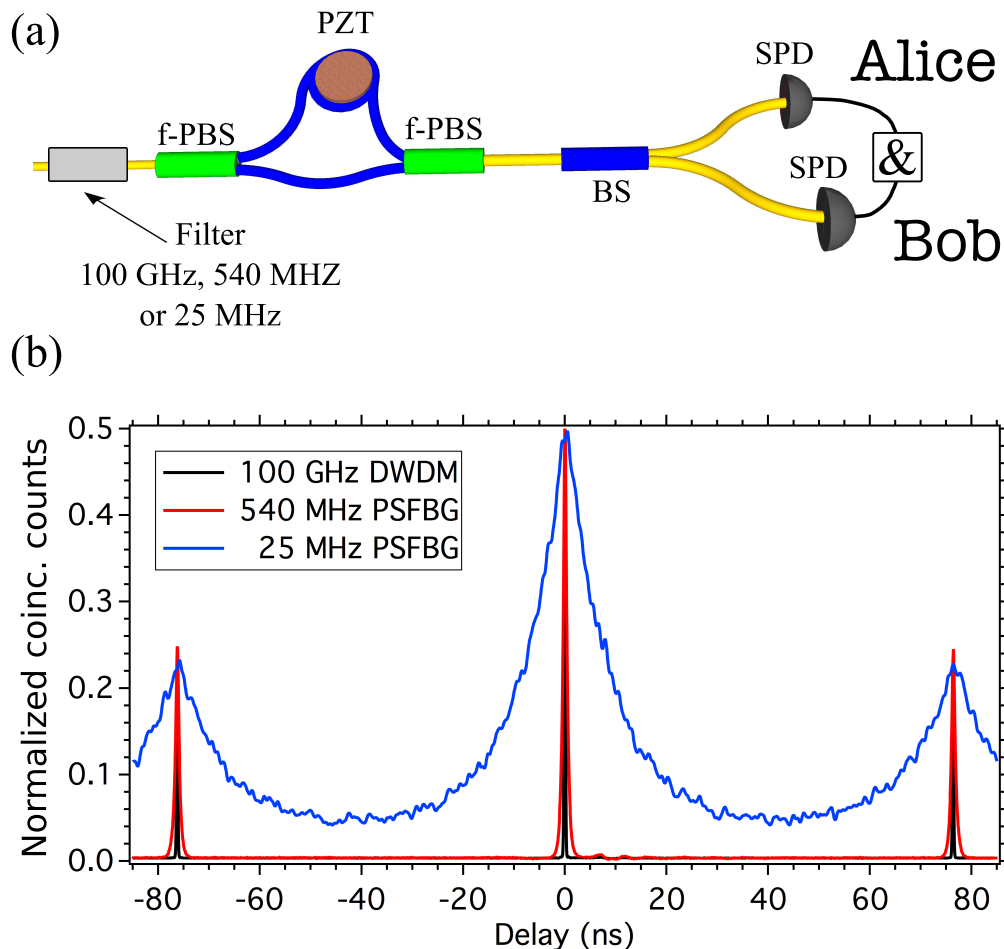 (a)
PZT
SPD
Alice
f-PBS
f-PBS
&
BS
SPD
Bob
Filter
100 GHz, 540 MHZ
or 25 MHz
(b)
Normalized coinc. counts
0.5
0.4
0.3
0.2
0.1
0.0
100 GHz DWDM
540 MHz PSFBG
25 MHz PSFBG
-80 -60 -40 -20 0 20 40 60 80
Delay (ns)